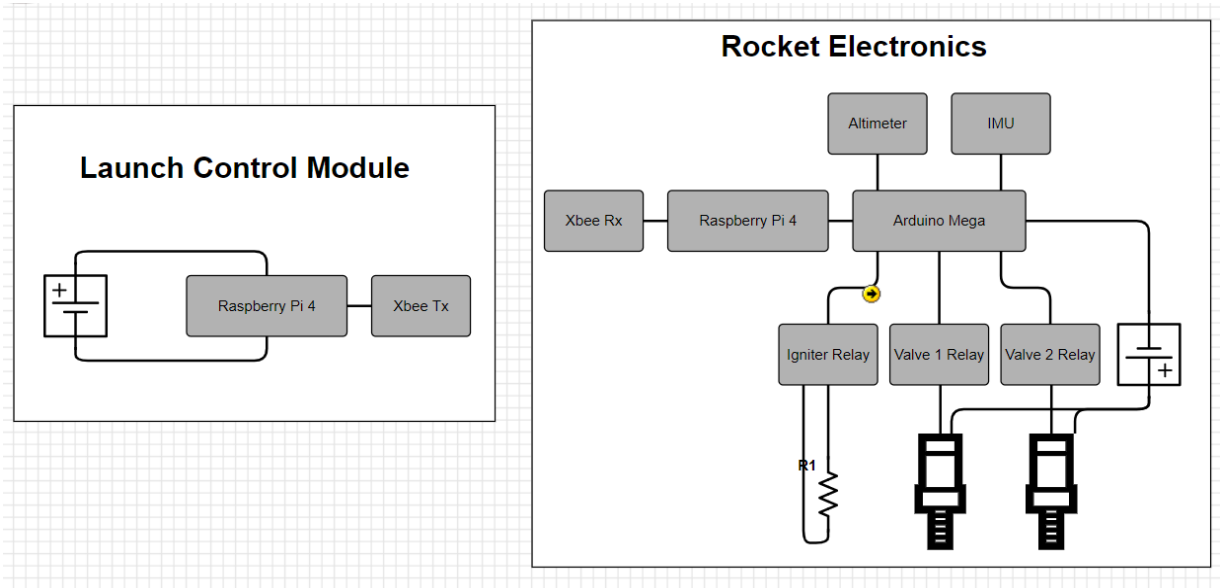 Launch Control Module
+
Raspberry Pi 4
Xbee Tx
Rocket Electronics
Altimeter
IMU
Xbee Rx
Raspberry Pi 4
Arduino Mega
Igniter Relay
Valve 1 Relay
Valve 2 Relay
+
R1